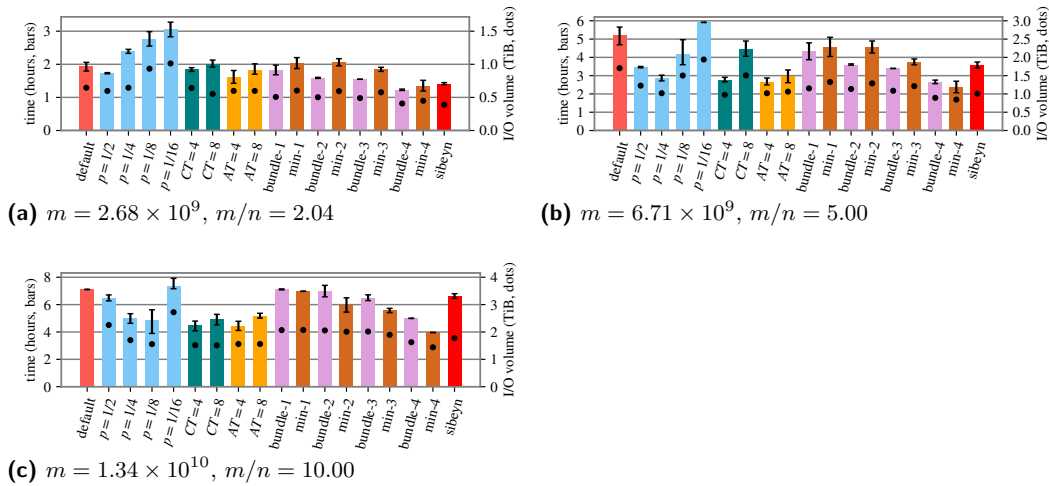 time (hours, bars)
3
2
1
0
I/O volume (TiB, dots)
1.5
1.0
0.5
0.0
default
p = 1/2
p = 1/4
p = 1/8
p = 1/16
CT = 4
CT = 8
AT = 4
AT = 8
bundle-1
min-1
bundle-2
min-2
bundle-3
min-3
bundle-4
min-4
sibeyn
(a) m = 2.68 × 10⁹, m/n = 2.04
time (hours, bars)
6
5
4
3
2
1
0
I/O volume (TiB, dots)
3.0
2.5
2.0
1.5
1.0
0.5
0.0
default
p = 1/2
p = 1/4
p = 1/8
p = 1/16
CT = 4
CT = 8
AT = 4
AT = 8
bundle-1
min-1
bundle-2
min-2
bundle-3
min-3
bundle-4
min-4
sibeyn
(b) m = 6.71 × 10⁹, m/n = 5.00
time (hours, bars)
8
6
4
2
0
I/O volume (TiB, dots)
4
3
2
1
0
default
p = 1/2
p = 1/4
p = 1/8
p = 1/16
CT = 4
CT = 8
AT = 4
AT = 8
bundle-1
min-1
bundle-2
min-2
bundle-3
min-3
bundle-4
min-4
sibeyn
(c) m = 1.34 × 10¹⁰, m/n = 10.00